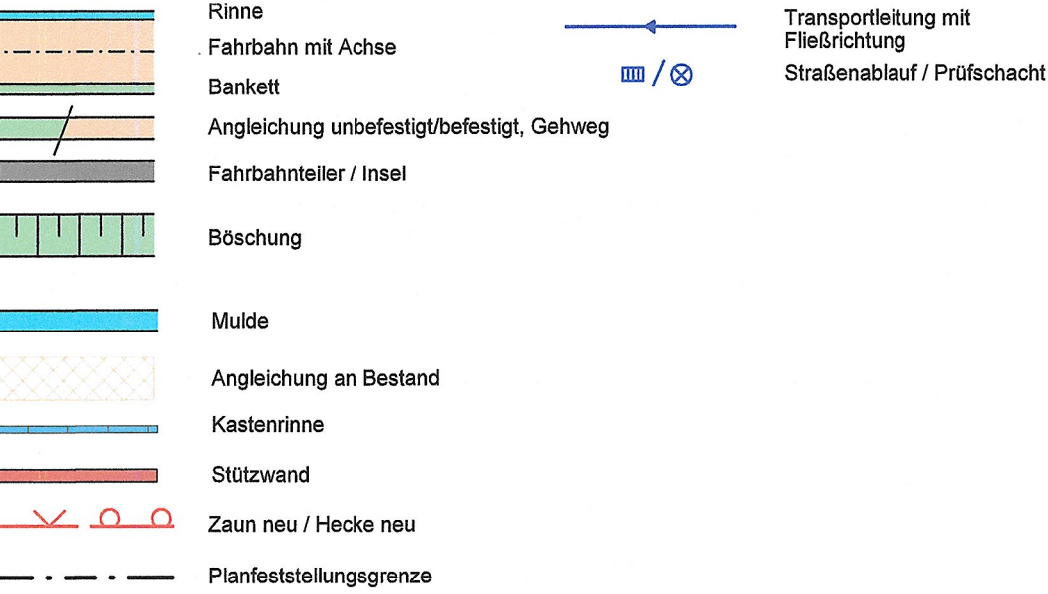 Rinne
Fahrbahn mit Achse
Bankett
Angleichung unbefestigt/befestigt, Gehweg
Fahrbahnteiler / Insel
Böschung
Mulde
Angleichung an Bestand
Kastenrinne
Stützwand
Zaun neu / Hecke neu
Planfeststellungsgrenze
Transportleitung mit
Fließrichtung
/ Straßenablauf / Prüfschacht